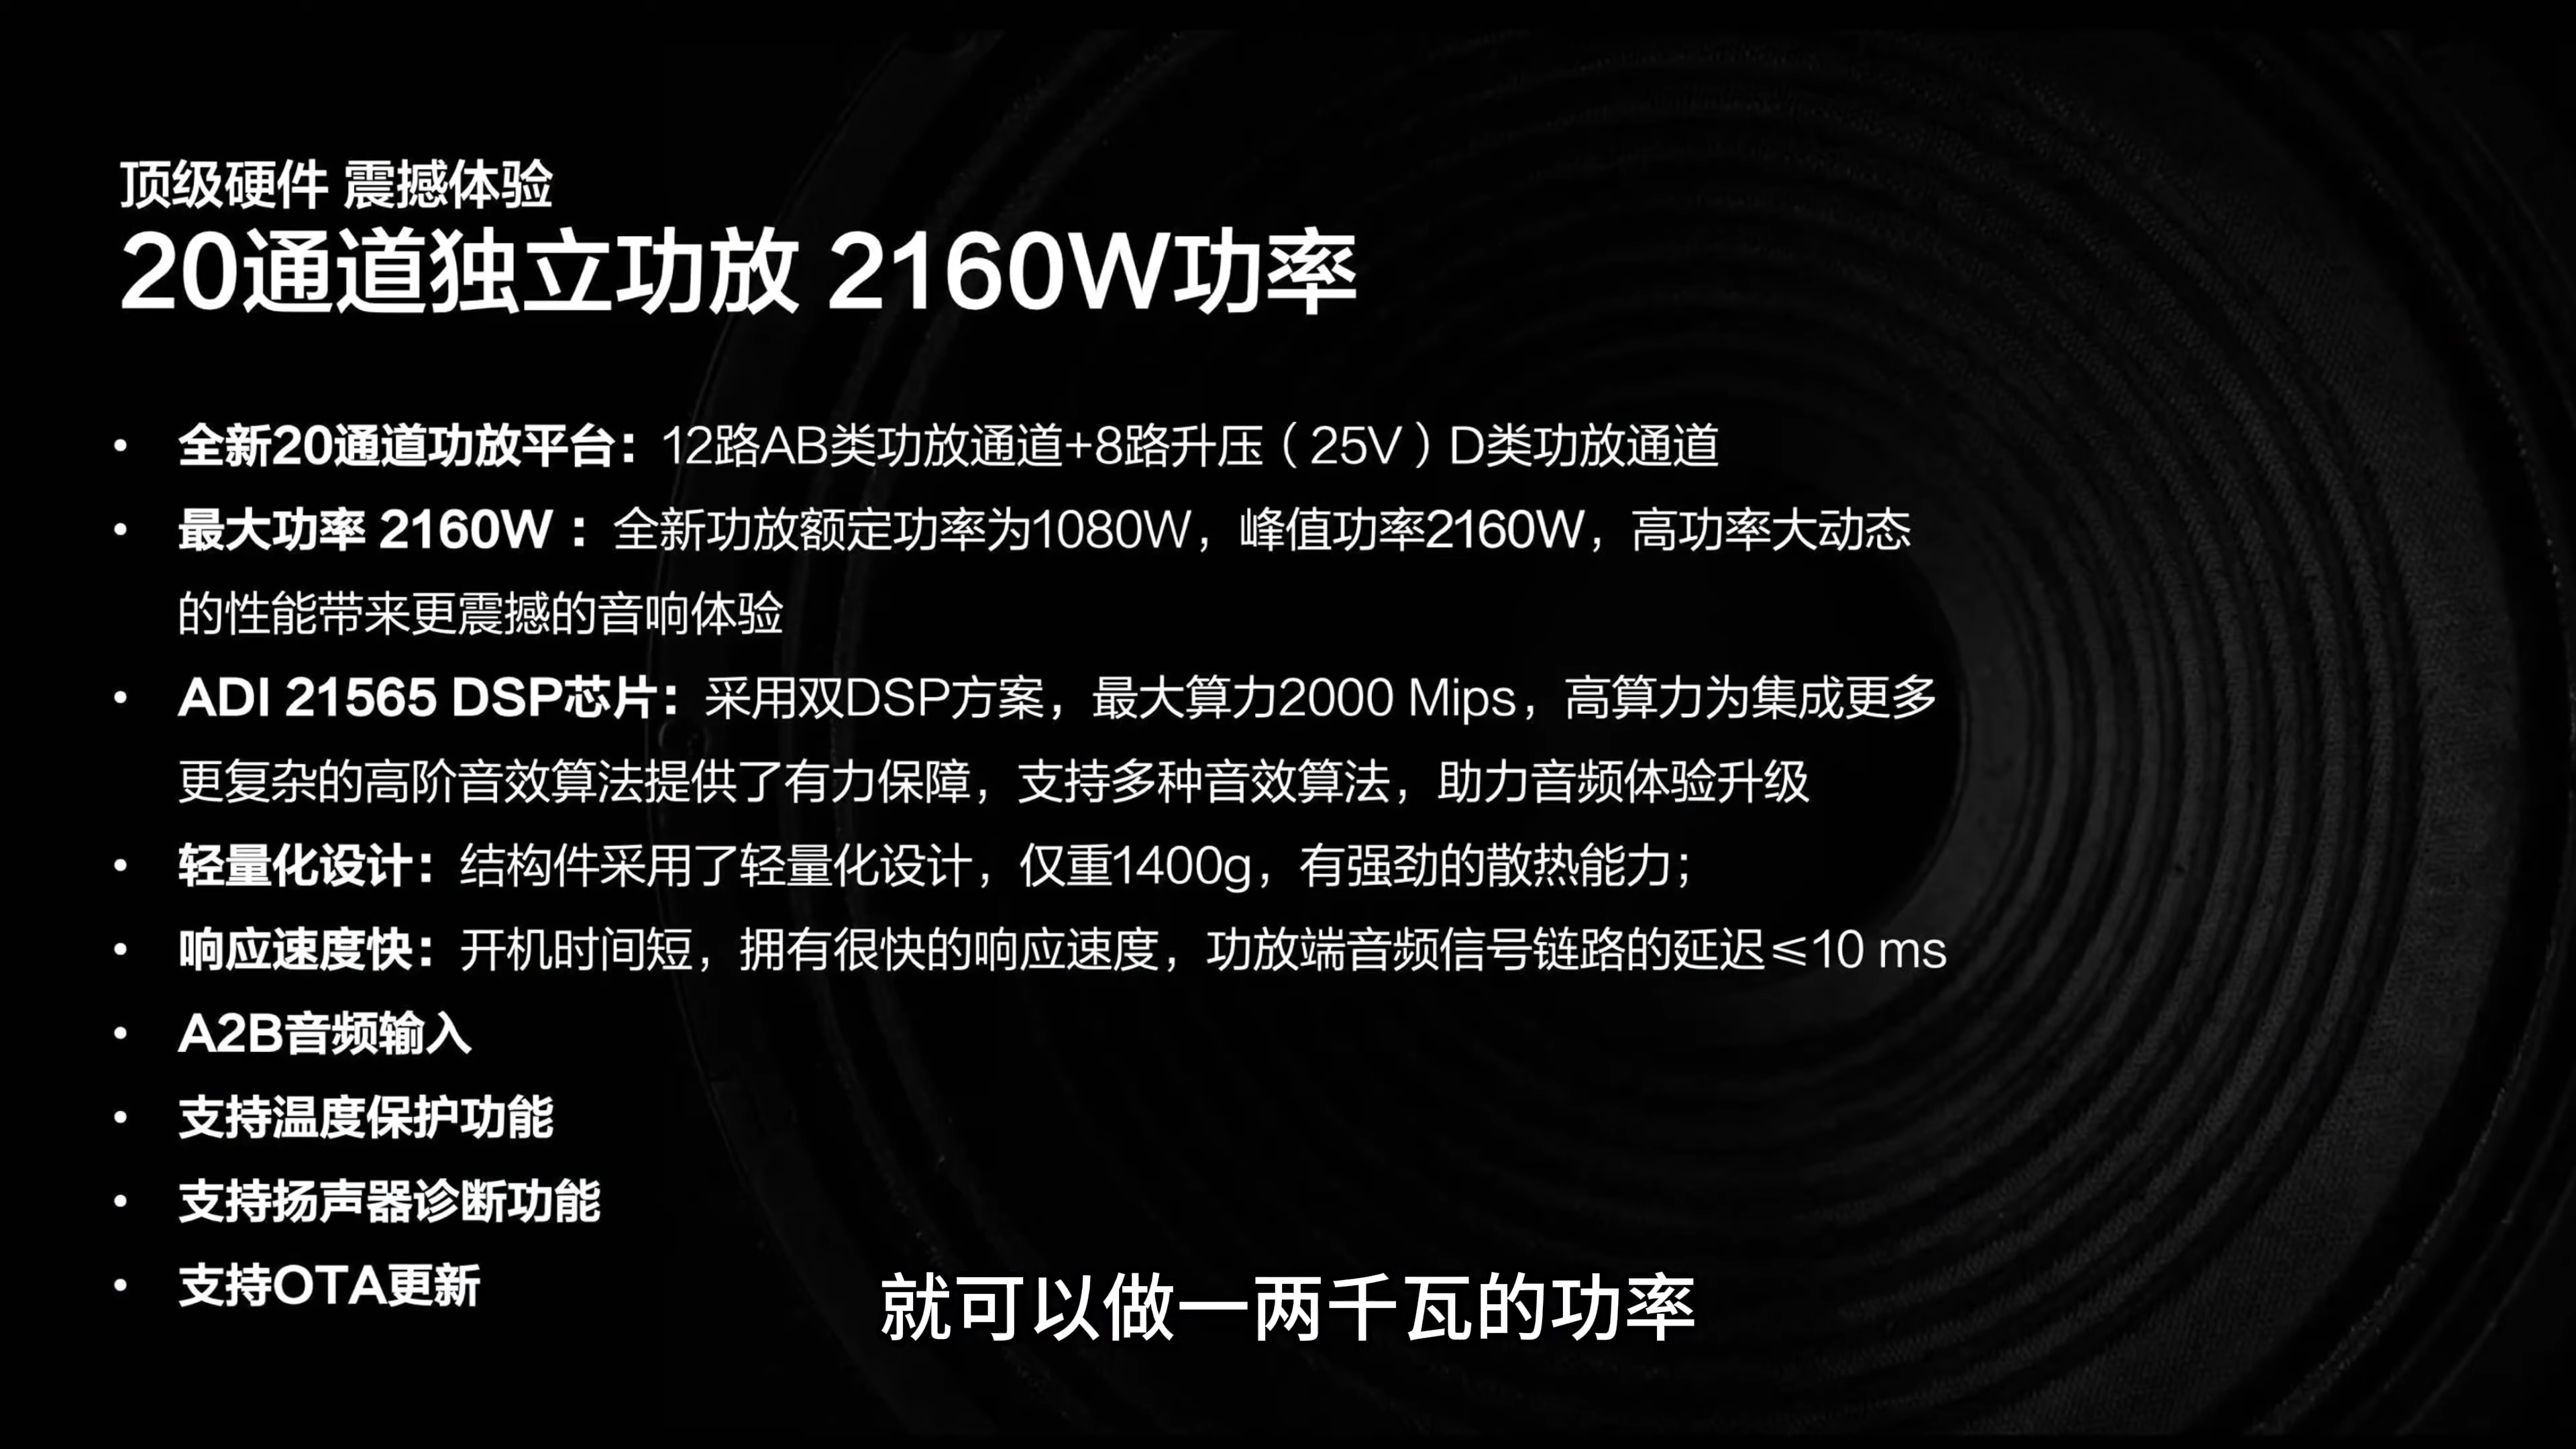 顶级硬件 震撼体验
20通道独立功放 2160W功率
• 全新20通道功放平台：12路AB类功放通道+8路升压（25V）D类功放通道
• 最大功率 2160W ：全新功放额定功率为1080W，峰值功率2160W，高功率大动态
的性能带来更震撼的音响体验
• ADI 21565 DSP芯片：采用双DSP方案，最大算力2000 Mips，高算力为集成更多
更复杂的高阶音效算法提供了有力保障，支持多种音效算法，助力音频体验升级
• 轻量化设计：结构件采用了轻量化设计，仅重1400g，有强劲的散热能力；
• 响应速度快：开机时间短，拥有很快的响应速度，功放端音频信号链路的延迟≤10 ms
• A2B音频输入
• 支持温度保护功能
• 支持扬声器诊断功能
• 支持OTA更新
就可以做一两千瓦的功率